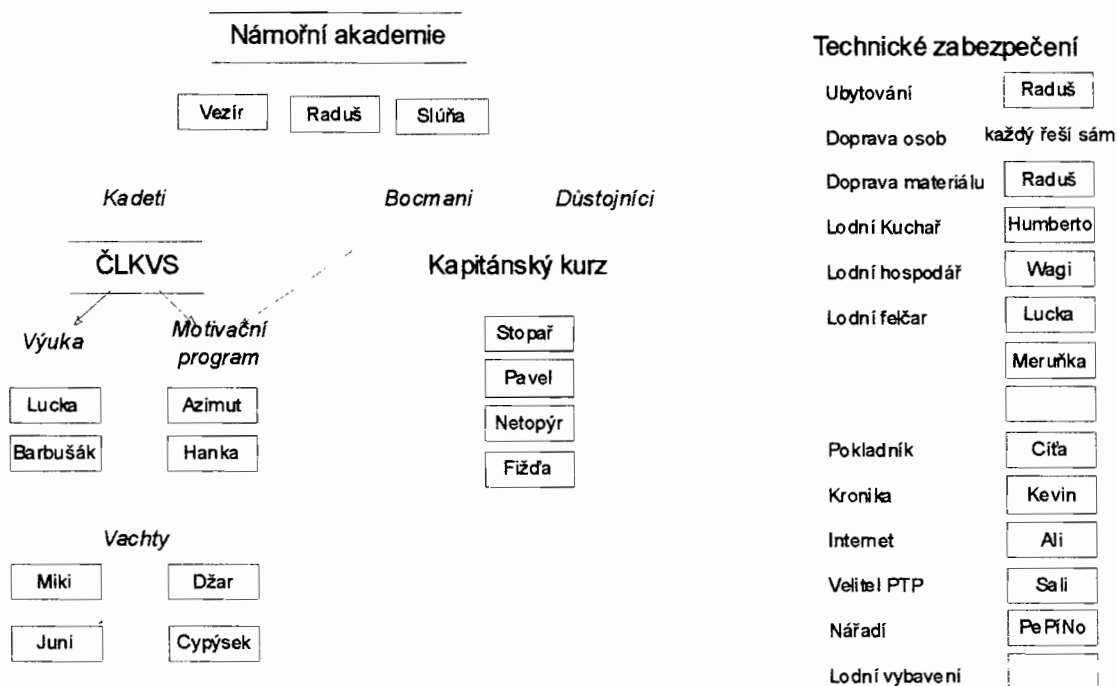 Námořní akademie
Vezír Raduš Slúňa
Kadeti Bocmani Důstojníci
ČLKVS
Kapitánský kurz
Výuka
Motivační
program
Lucka Azimut
Barbušák Hanka
Stopař
Pavel
Netopýr
Fižďa
Vachty
Miki Džar
Juni Cypýsek
Technické zabezpečení
Ubytování Raduš
Doprava osob každý řeší sám
Doprava materiálu Raduš
Lodní Kuchař Humberto
Lodní hospodář Wagi
Lodní felčar Lucka
Meruňka
Pokladník Cíťa
Kronika Kevin
Internet Ali
Velitel PTP Sali
Nářadí PePíNo
Lodní vybavení